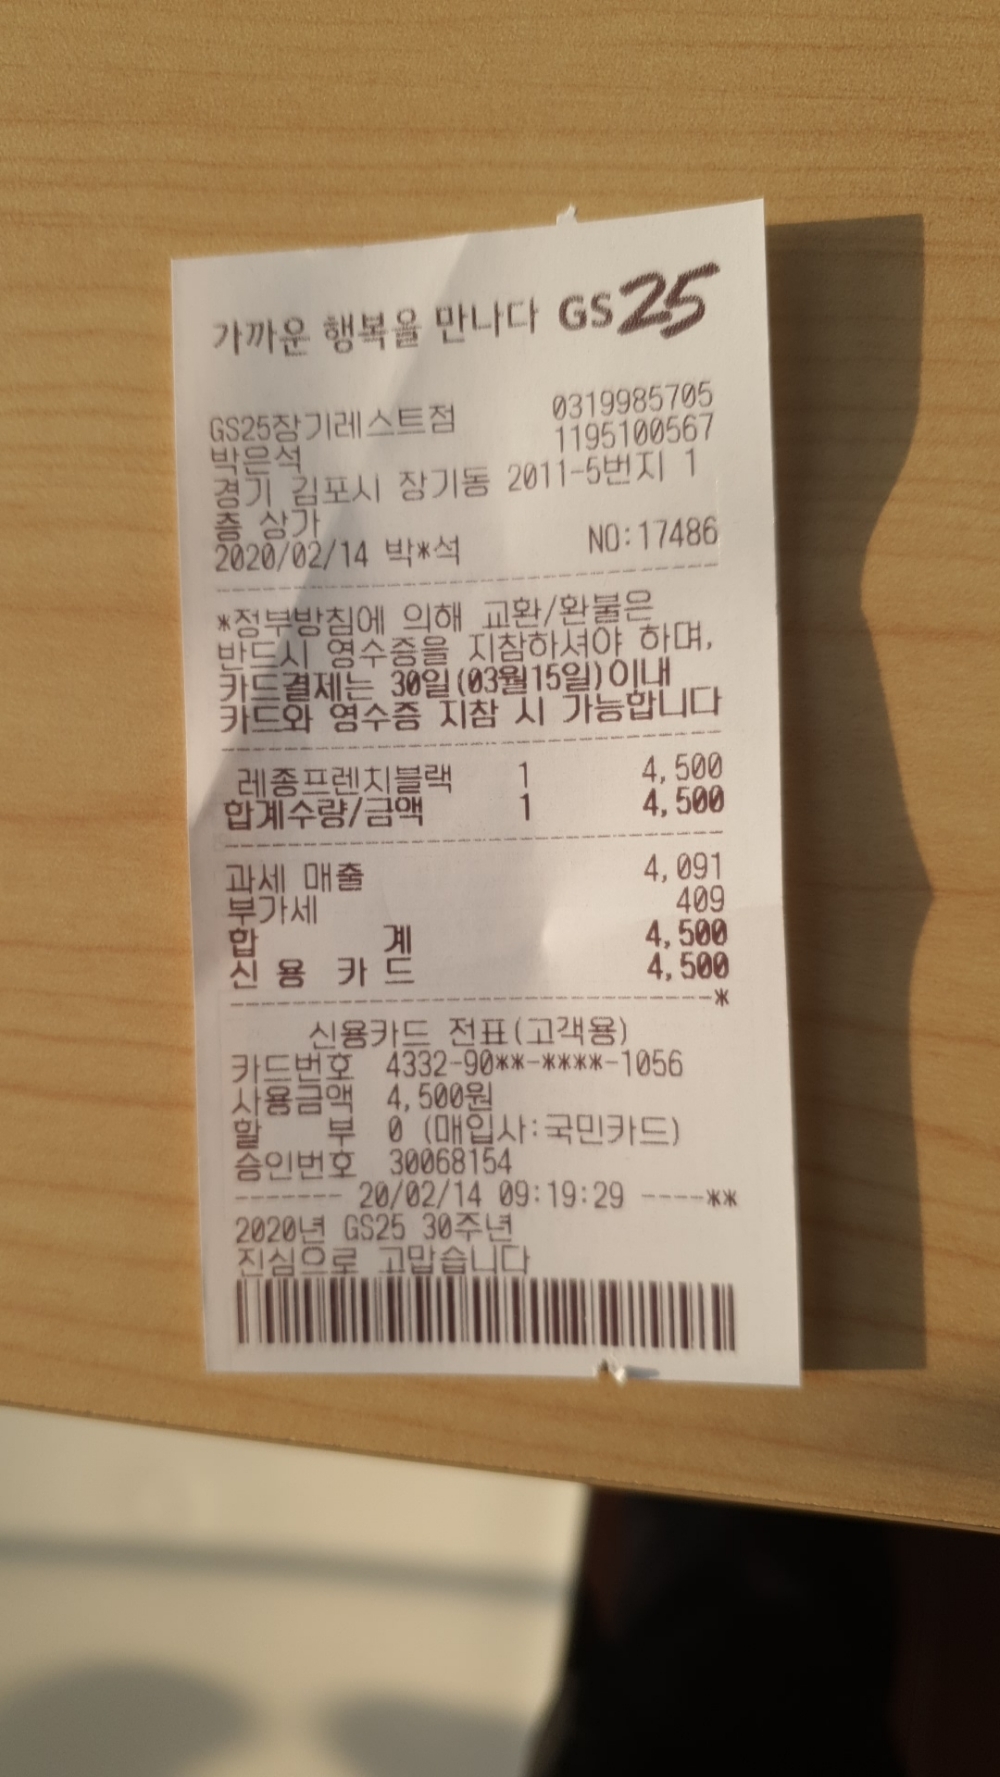 가까운 행복을 만나다 GS25
GS25장기레스트점 0319985705
박은석 1195100567
경기 김포시 장기동 2011-5번지 1
층 상가
2020/02/14 박*석 NO:17486
*정부방침에 의해 교환/환불은
반드시 영수증을 지참하셔야 하며,
카드결제는 30일(03월15일)이내
카드와 영수증 지참 시 가능합니다
레종프렌치블랙 1 4,500
합계수량/금액 1 4,500
과세 매출 4,091
부가세 409
합 계 4,500
신 용 카 드 4,500
*
신용카드 전표(고객용)
카드번호 4332-90**-****-1056
사용금액 4,500원
할 부 0 (매입사:국민카드)
승인번호 30068154
------- 20/02/14 09:19:29 ----**
2020년 GS25 30주년
진심으로 고맙습니다